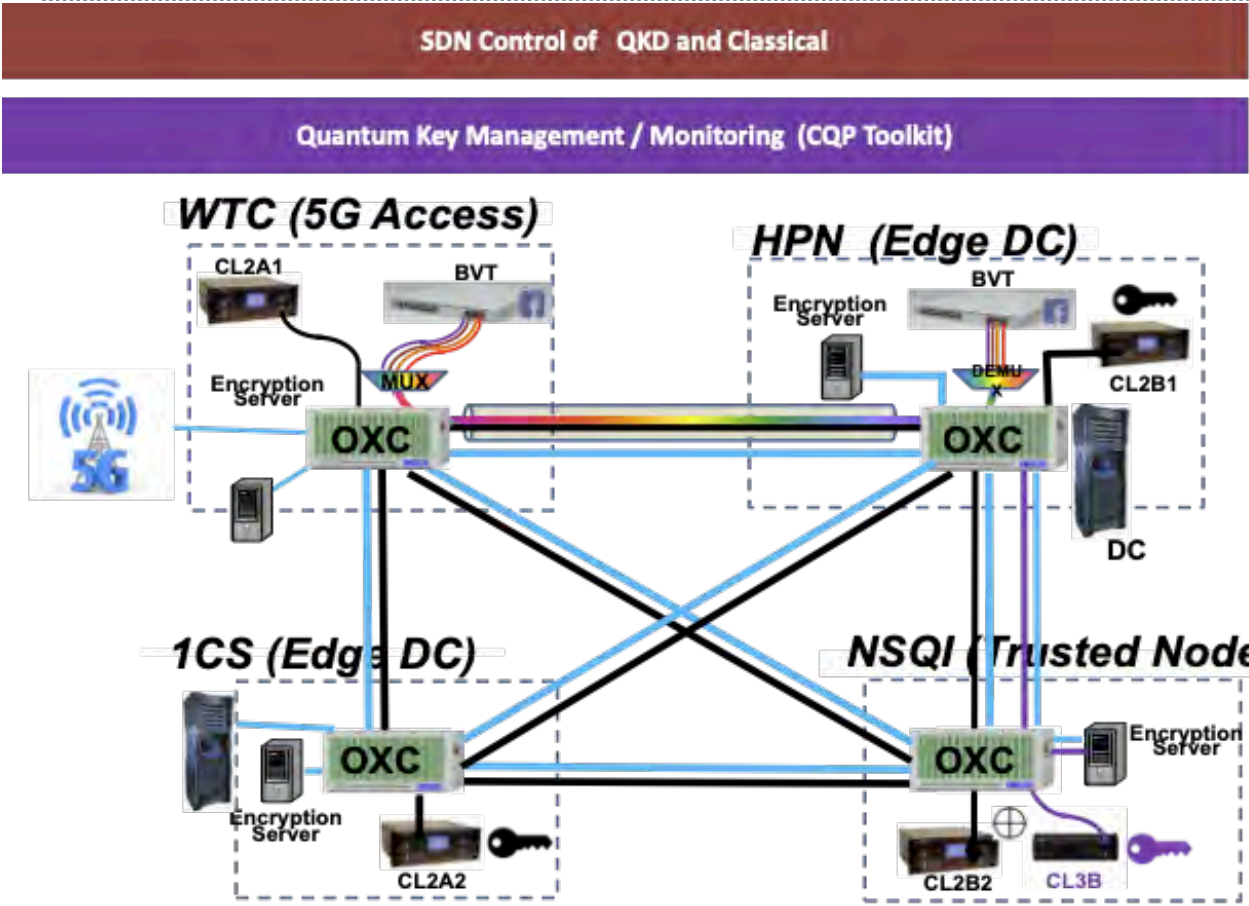 SDN Control of QKD and Classical
Quantum Key Management / Monitoring (CQP Toolkit)
WTC (5G Access)
HPN (Edge DC)
CL2A1
BVT
BVT
Encryption
Server
CL2B1
MUX
DEMU
X
Encryption
Server
OXC
OXC
5G
DC
1CS (Edge DC)
NSQI (Trusted Node
OXC
OXC
Encryption
Server
Encryption
Server
CL2A2
CL2B2
CL3B